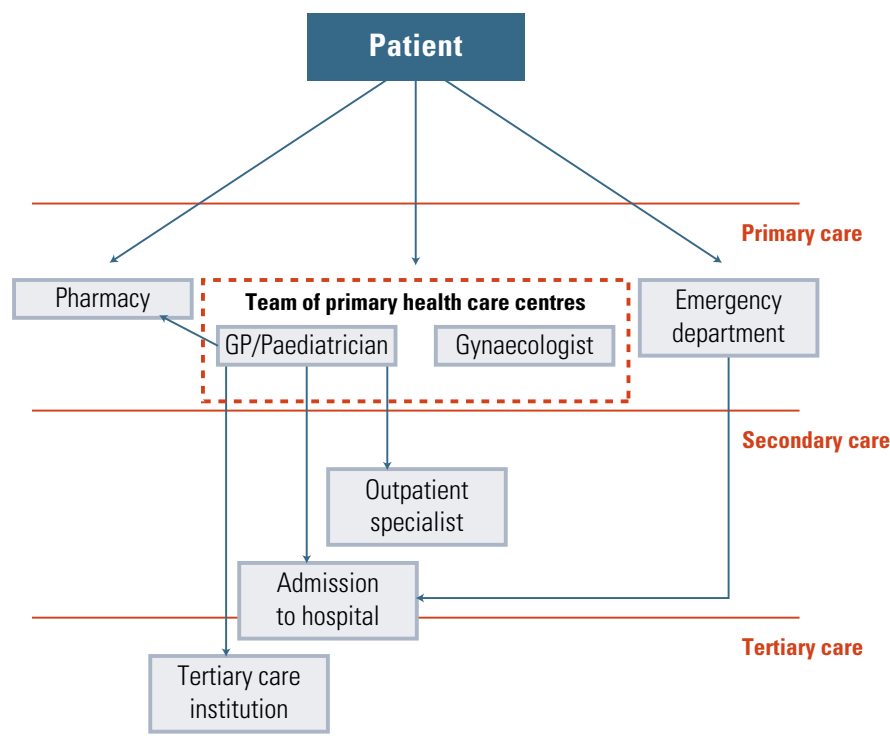 Patient
Primary care
Pharmacy
Team of primary health care centres
GP/Paediatrician
Gynaecologist
Emergency
department
Secondary care
Outpatient
specialist
Admission
to hospital
Tertiary care
Tertiary care
institution